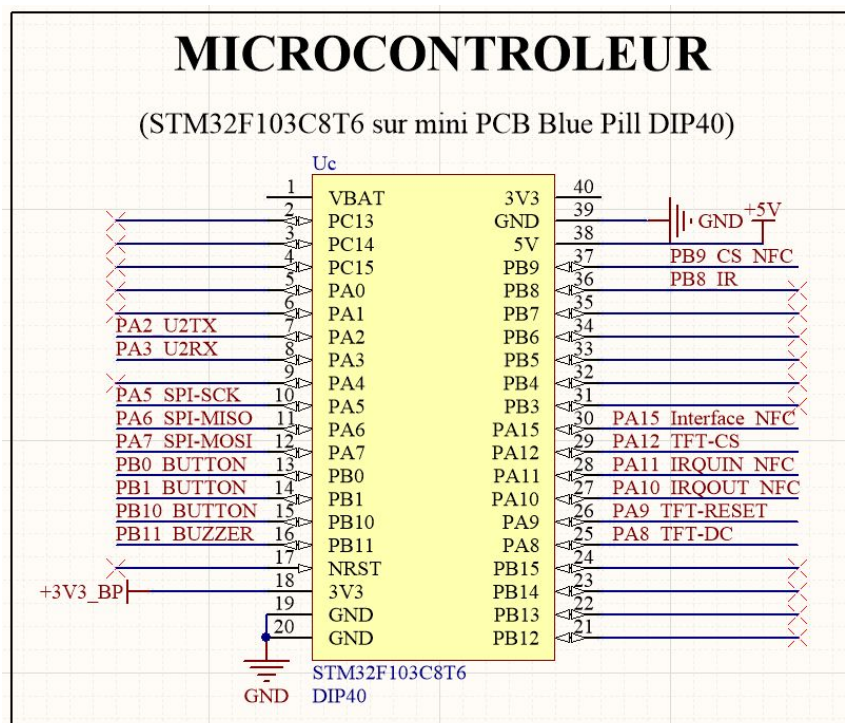 MICROCONTROLEUR
(STM32F103C8T6 sur mini PCB Blue Pill DIP40)
Uc
1 VBAT 3V3 40
2 PC13 GND 39 GND +5V
3 PC14 5V 38
4 PC15 PB9 37 PB9 CS NFC
5 PA0 PB8 36 PB8 IR
6 PA1 PB7 35
PA2 U2TX 7 PA2 PB6 34
PA3 U2RX 8 PA3 PB5 33
9 PA4 PB4 32
PA5 SPI-SCK 10 PA5 PB3 31
PA6 SPI-MISO 11 PA6 PA15 30 PA15 Interface NFC
PA7 SPI-MOSI 12 PA7 PA12 29 PA12 TFT-CS
PB0 BUTTON 13 PB0 PA11 28 PA11 IRQUIN NFC
PB1 BUTTON 14 PB1 PA10 27 PA10 IRQOUT NFC
PB10 BUTTON 15 PB10 PA9 26 PA9 TFT-RESET
PB11 BUZZER 16 PB11 PA8 25 PA8 TFT-DC
17 NRST PB15 24
+3V3_BP 18 3V3 PB14 23
19 GND PB13 22
20 GND PB12 21
GND
STM32F103C8T6
DIP40